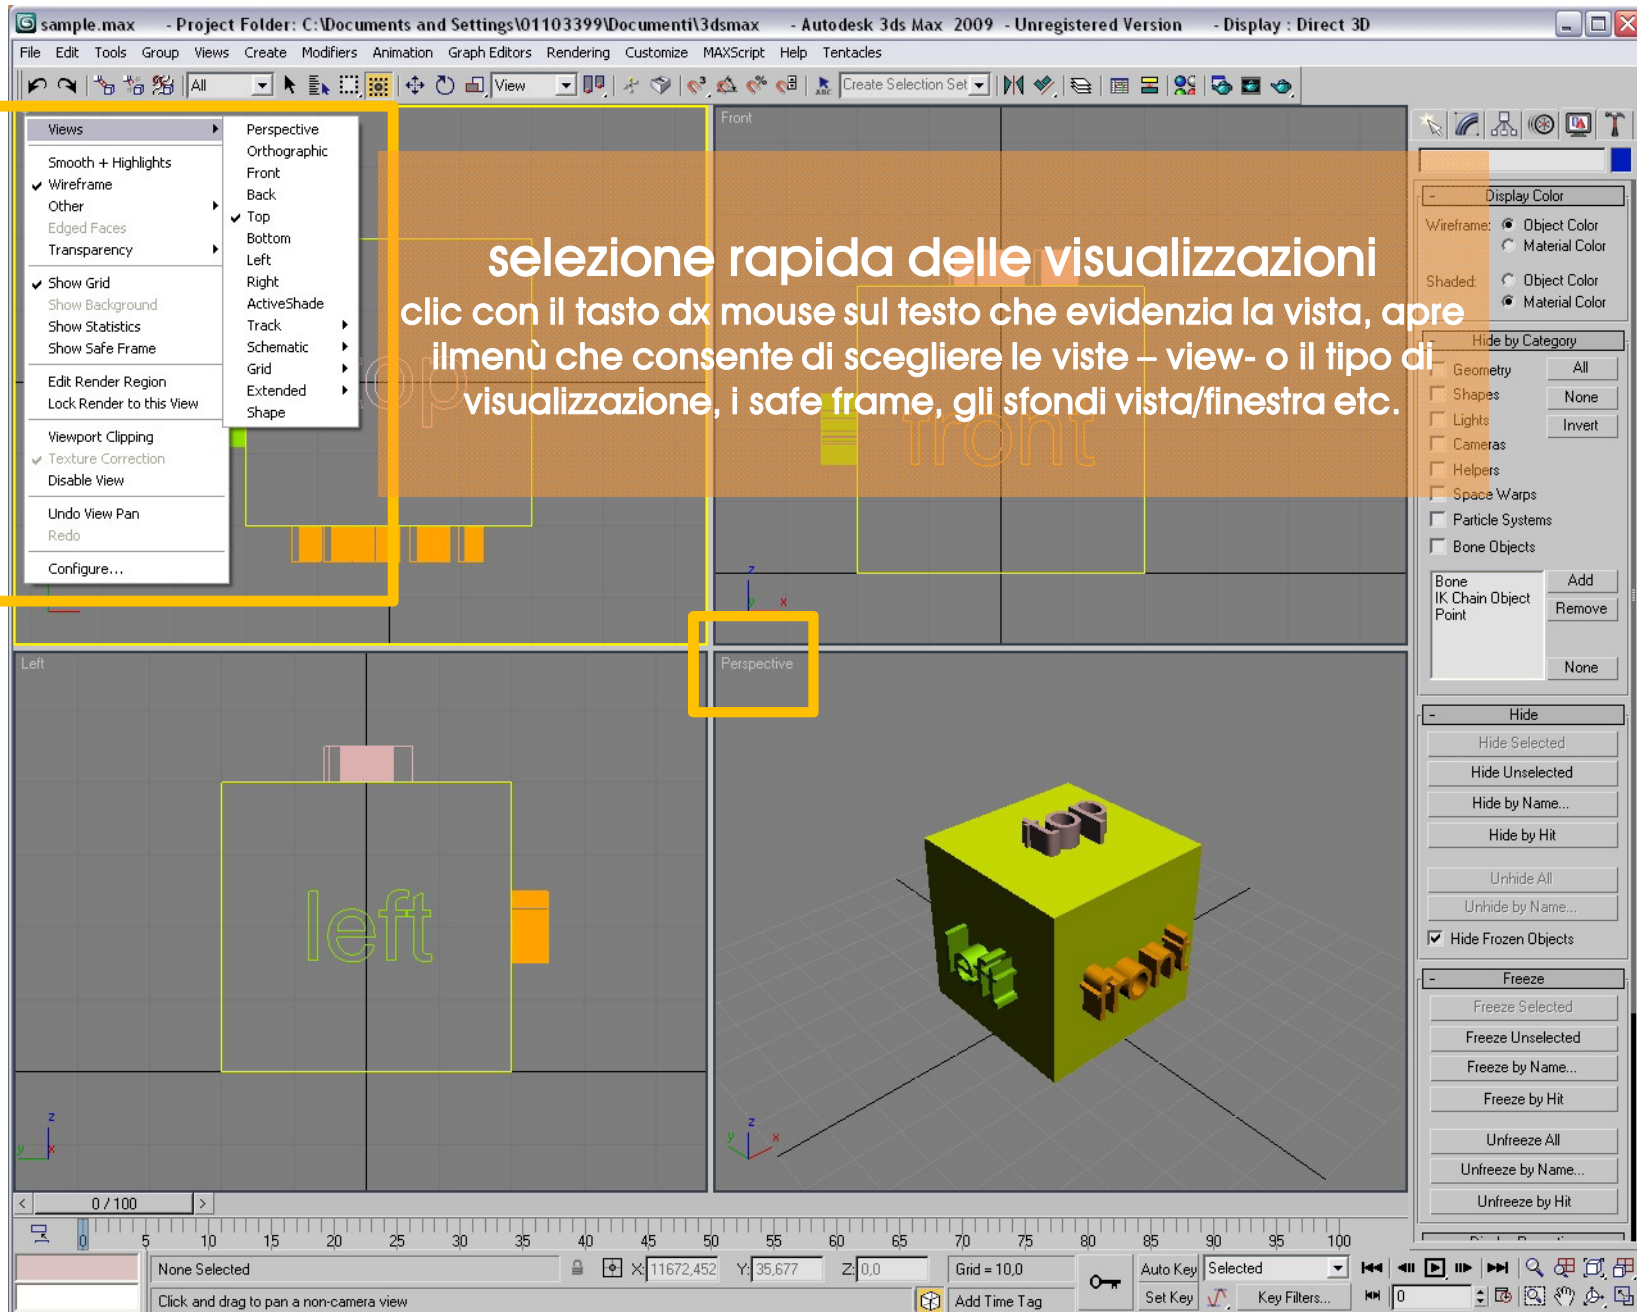 sample.max - Project Folder: C:\Documents and Settings\01103399\Documenti\3dsmax - Autodesk 3ds Max 2009 - Unregistered Version - Display : Direct 3D
File Edit Tools Group Views Create Modifiers Animation Graph Editors Rendering Customize MAXScript Help Tentacles
All View ABC Create Selection Set
Views
Smooth + Highlights
Wireframe
Other
Edged Faces
Transparency
Show Grid
Show Background
Show Statistics
Show Safe Frame
Edit Render Region
Lock Render to this View
Viewport Clipping
Texture Correction
Disable View
Undo View Pan
Redo
Configure...
Perspective
Orthographic
Front
Back
Top
Bottom
Left
Right
ActiveShade
Track
Schematic
Grid
Extended
Shape
top
Front
selezione rapida delle visualizzazioni
clic con il tasto dx mouse sul testo che evidenzia la vista, apre
ilmenù che consente di scegliere le viste – view- o il tipo di
visualizzazione, i safe frame, gli sfondi vista/finestra etc.
front
z
y x
Left
left
z
y x
Perspective
top
left
front
z
y x
- Display Color
Wireframe: Object Color
Material Color
Shaded: Object Color
Material Color
Hide by Category
Geometry All
Shapes None
Lights Invert
Cameras
Helpers
Space Warps
Particle Systems
Bone Objects
Bone Add
IK Chain Object Remove
Point
None
- Hide
Hide Selected
Hide Unselected
Hide by Name...
Hide by Hit
Unhide All
Unhide by Name...
Hide Frozen Objects
- Freeze
Freeze Selected
Freeze Unselected
Freeze by Name...
Freeze by Hit
Unfreeze All
Unfreeze by Name...
Unfreeze by Hit
< 0 / 100 >
0 5 10 15 20 25 30 35 40 45 50 55 60 65 70 75 80 85 90 95 100
None Selected X: 11672,452 Y: 35,677 Z: 0,0 Grid = 10,0 Auto Key Selected
Click and drag to pan a non-camera view Add Time Tag Set Key Key Filters... 0